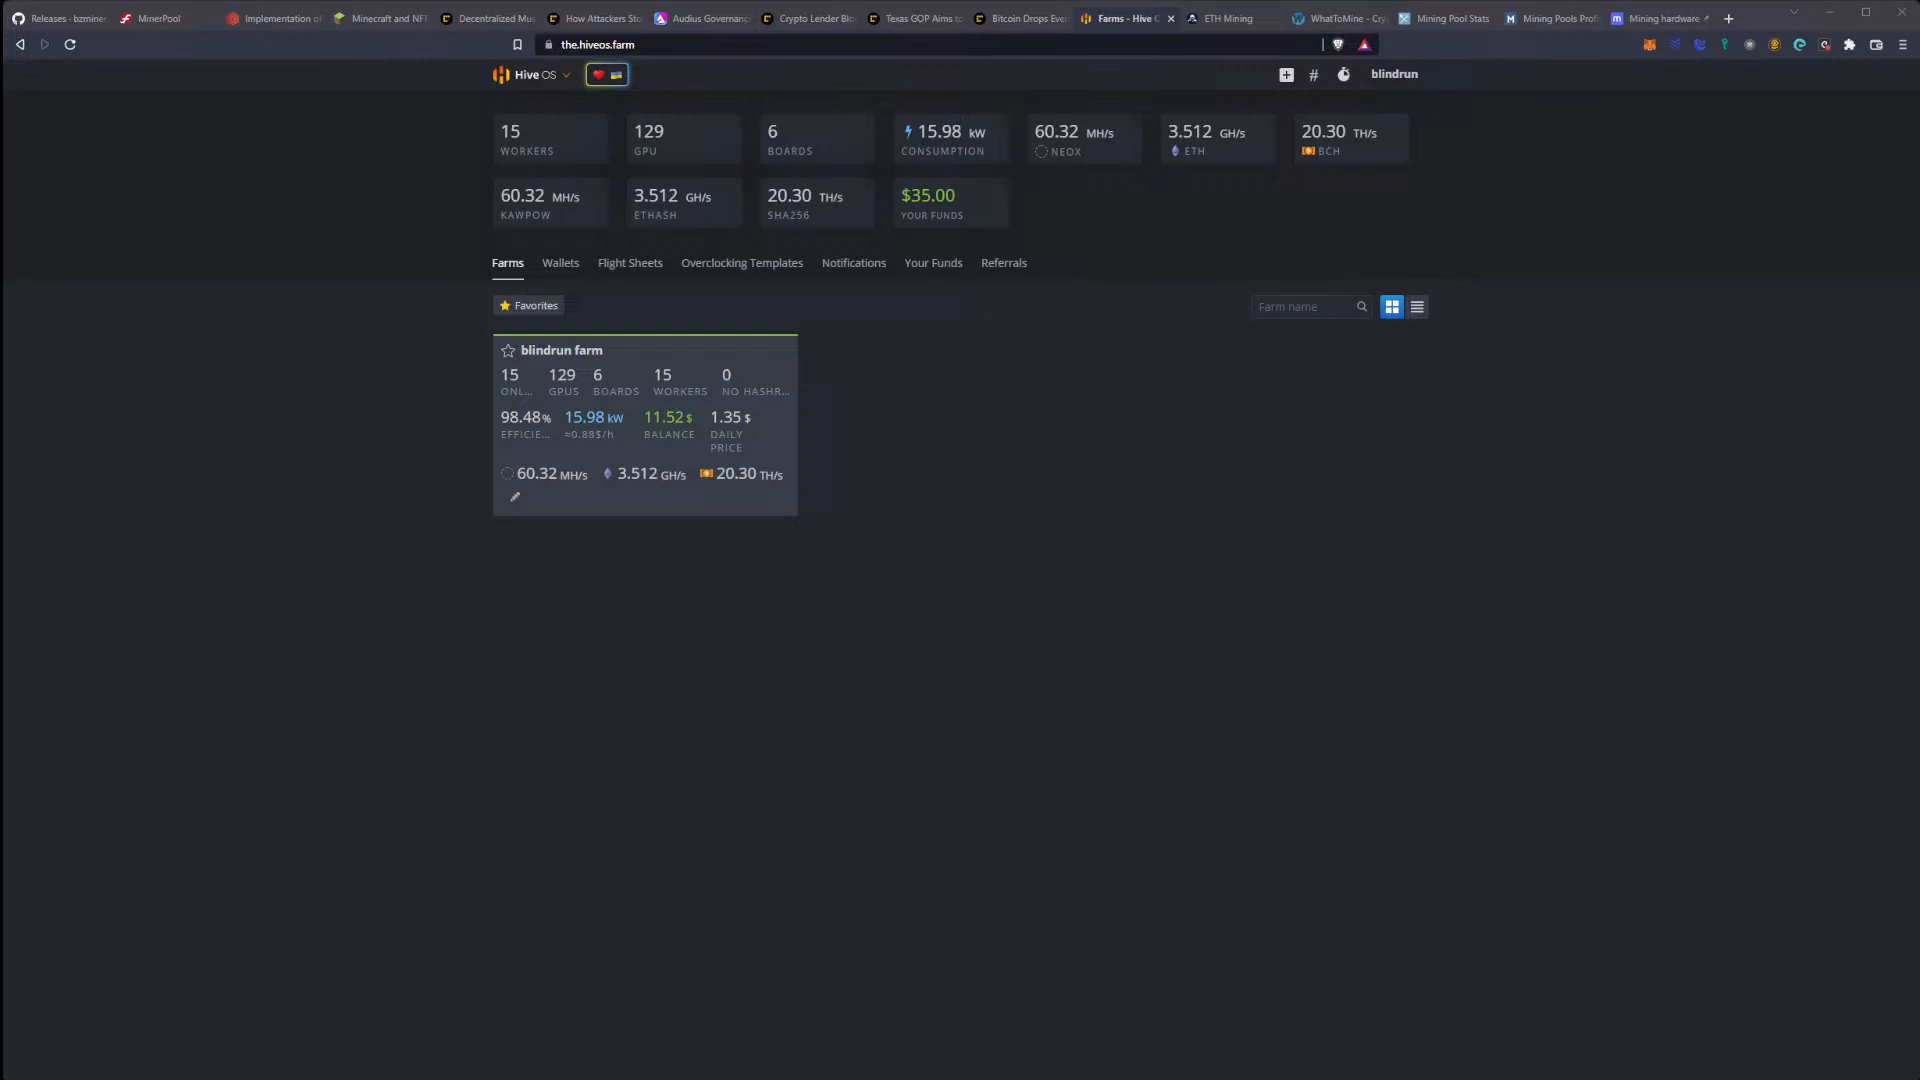 Releases - bzminer
MinerPool
Implementation o
Minecraft and NFT
Decentralized Mus
How Attackers Sto
Audius Governanc
Crypto Lender Blo
Texas GOP Aims to
Bitcoin Drops Even
Farms - Hive O
ETH Mining
WhatToMine - Cry
Mining Pool Stats
Mining Pools Profi
Mining hardware
the.hiveos.farm
Hive OS
# blindrun
15
WORKERS
129
GPU
6
BOARDS
15.98 kW
CONSUMPTION
60.32 MH/s
NEOX
3.512 GH/s
ETH
20.30 TH/s
BCH
60.32 MH/s
KAWPOW
3.512 GH/s
ETHASH
20.30 TH/s
SHA256
$35.00
YOUR FUNDS
Farms Wallets Flight Sheets Overclocking Templates Notifications Your Funds Referrals
Favorites
Farm name
blindrun farm
15 129 6 15 0
ONL... GPUS BOARDS WORKERS NO HASHR...
98.48% 15.98 kW 11.52 $ 1.35 $
EFFICIE... ≈0.88$/h BALANCE DAILY PRICE
60.32 MH/s 3.512 GH/s 20.30 TH/s